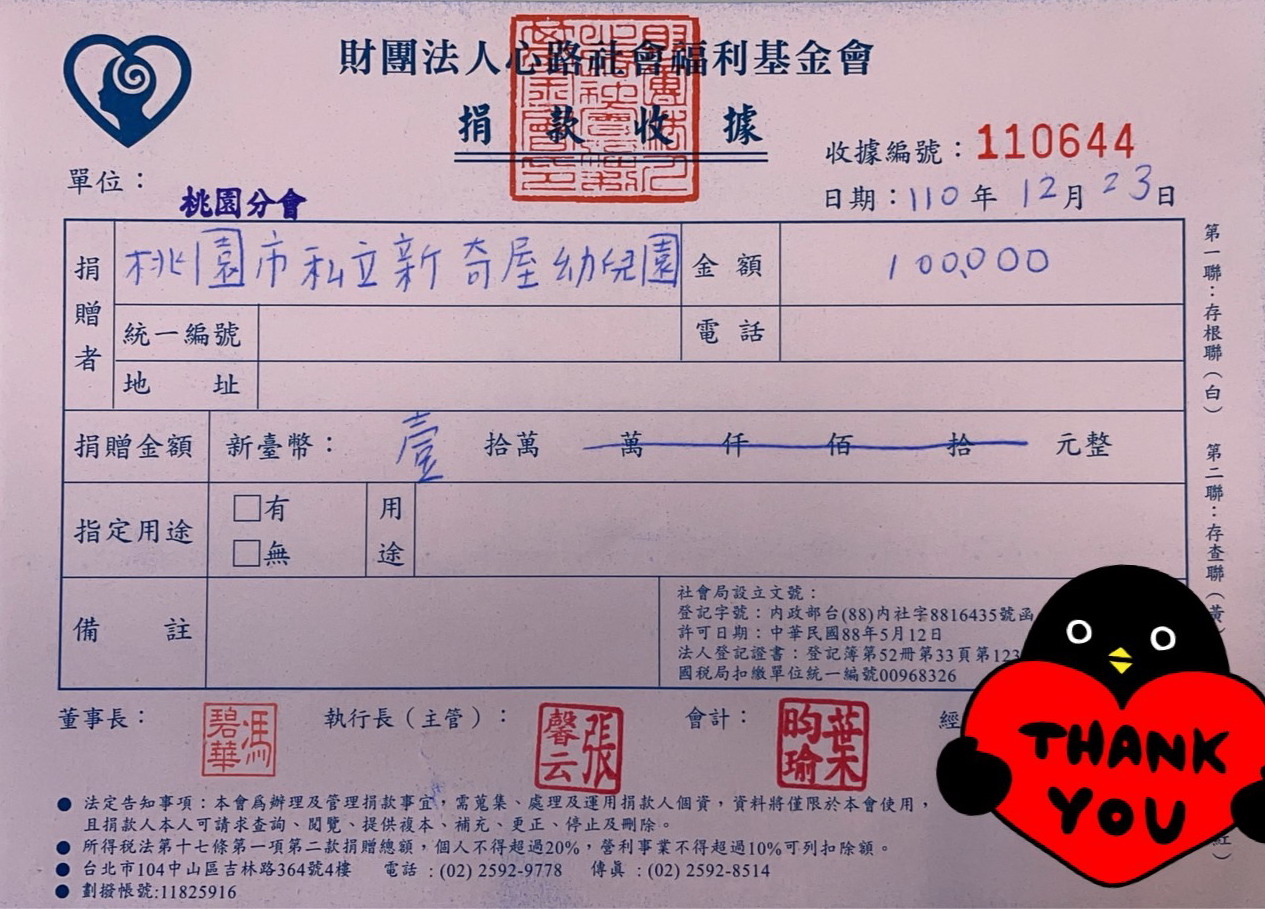 財團法人心路社會福利基金會
捐款收據
收據編號：110644
單位：桃園分會
日期：110年12月23日
捐贈者 桃園市私立新奇屋幼兒園 金額 100,000
統一編號 電話
地址
捐贈金額 新臺幣：壹拾萬 萬 仟 佰 拾 元整
指定用途 □有 □無 用途
備註
社會局設立文號：
登記字號：內政部台(88)內社字8816435號函
許可日期：中華民國88年5月12日
法人登記證書：登記簿第52冊第33頁第123
國稅局扣繳單位統一編號00968326
第一聯：存根聯（白） 第二聯：存查聯（黃
紅）
董事長：馮碧華 執行長（主管）：張馨云 會計：葉昀瑜 經
● 法定告知事項：本會為辦理及管理捐款事宜，需蒐集、處理及運用捐款人個資，資料將僅限於本會使用，
且捐款人本人可請求查詢、閱覽、提供複本、補充、更正、停止及刪除。
● 所得稅法第十七條第一項第二款捐贈總額，個人不得超過20%，營利事業不得超過10%可列扣除額。
● 台北市104中山區吉林路364號4樓 電話:(02) 2592-9778 傳真:(02) 2592-8514
● 劃撥帳號:11825916
THANK
YOU